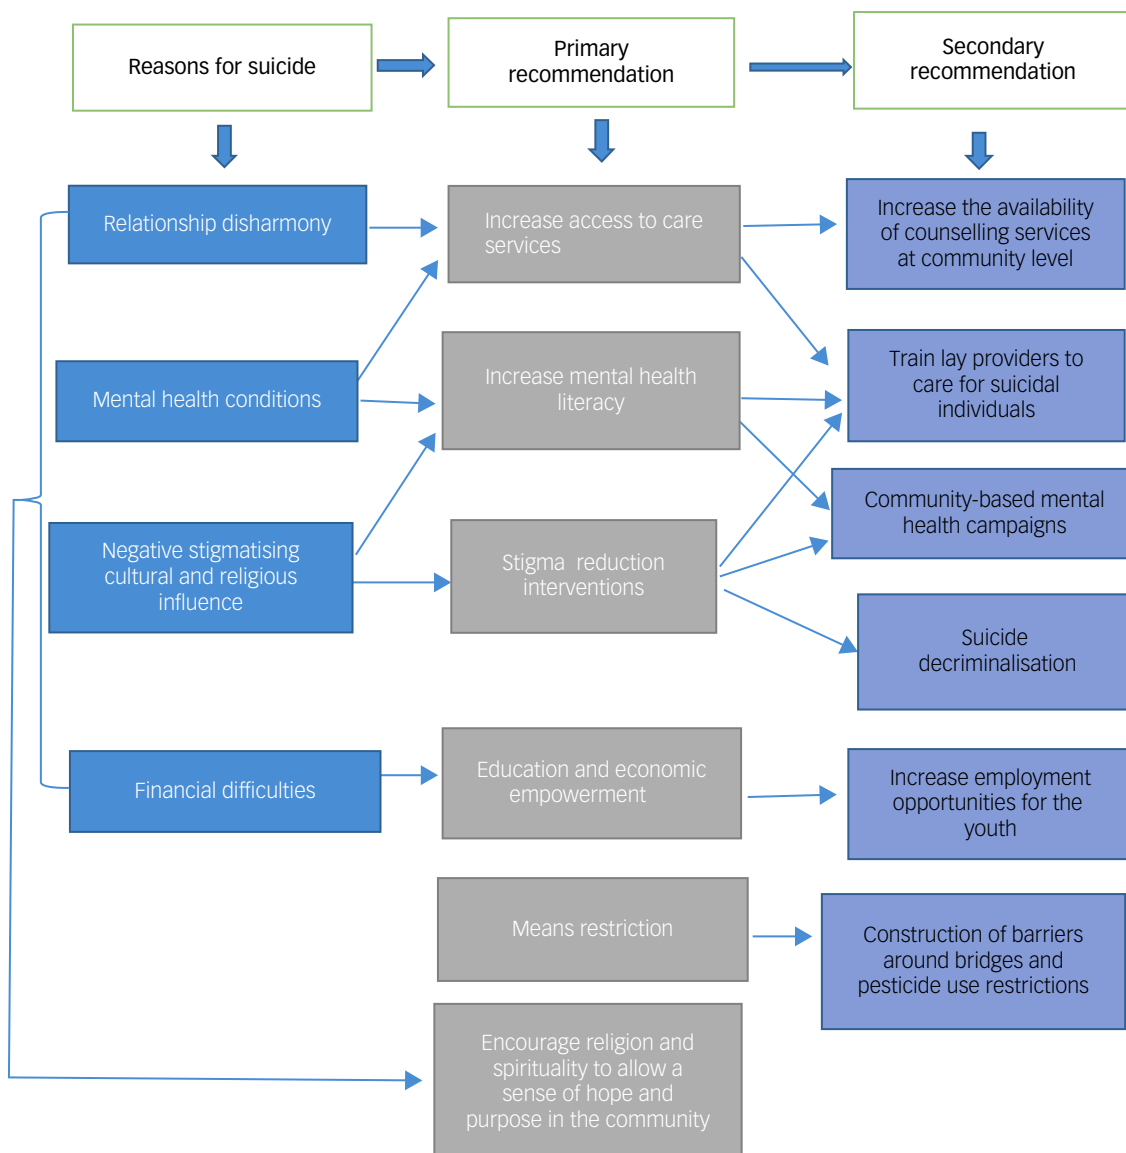 Reasons for suicide
Primary
recommendation
Secondary
recommendation
Relationship disharmony
Increase access to care
services
Increase the availability
of counselling services
at community level
Mental health conditions
Increase mental health
literacy
Train lay providers to
care for suicidal
individuals
Community-based mental
health campaigns
Negative stigmatising
cultural and religious
influence
Stigma reduction
interventions
Suicide
decriminalisation
Financial difficulties
Education and economic
empowerment
Increase employment
opportunities for the
youth
Means restriction
Construction of barriers
around bridges and
pesticide use restrictions
Encourage religion and
spirituality to allow a
sense of hope and
purpose in the community